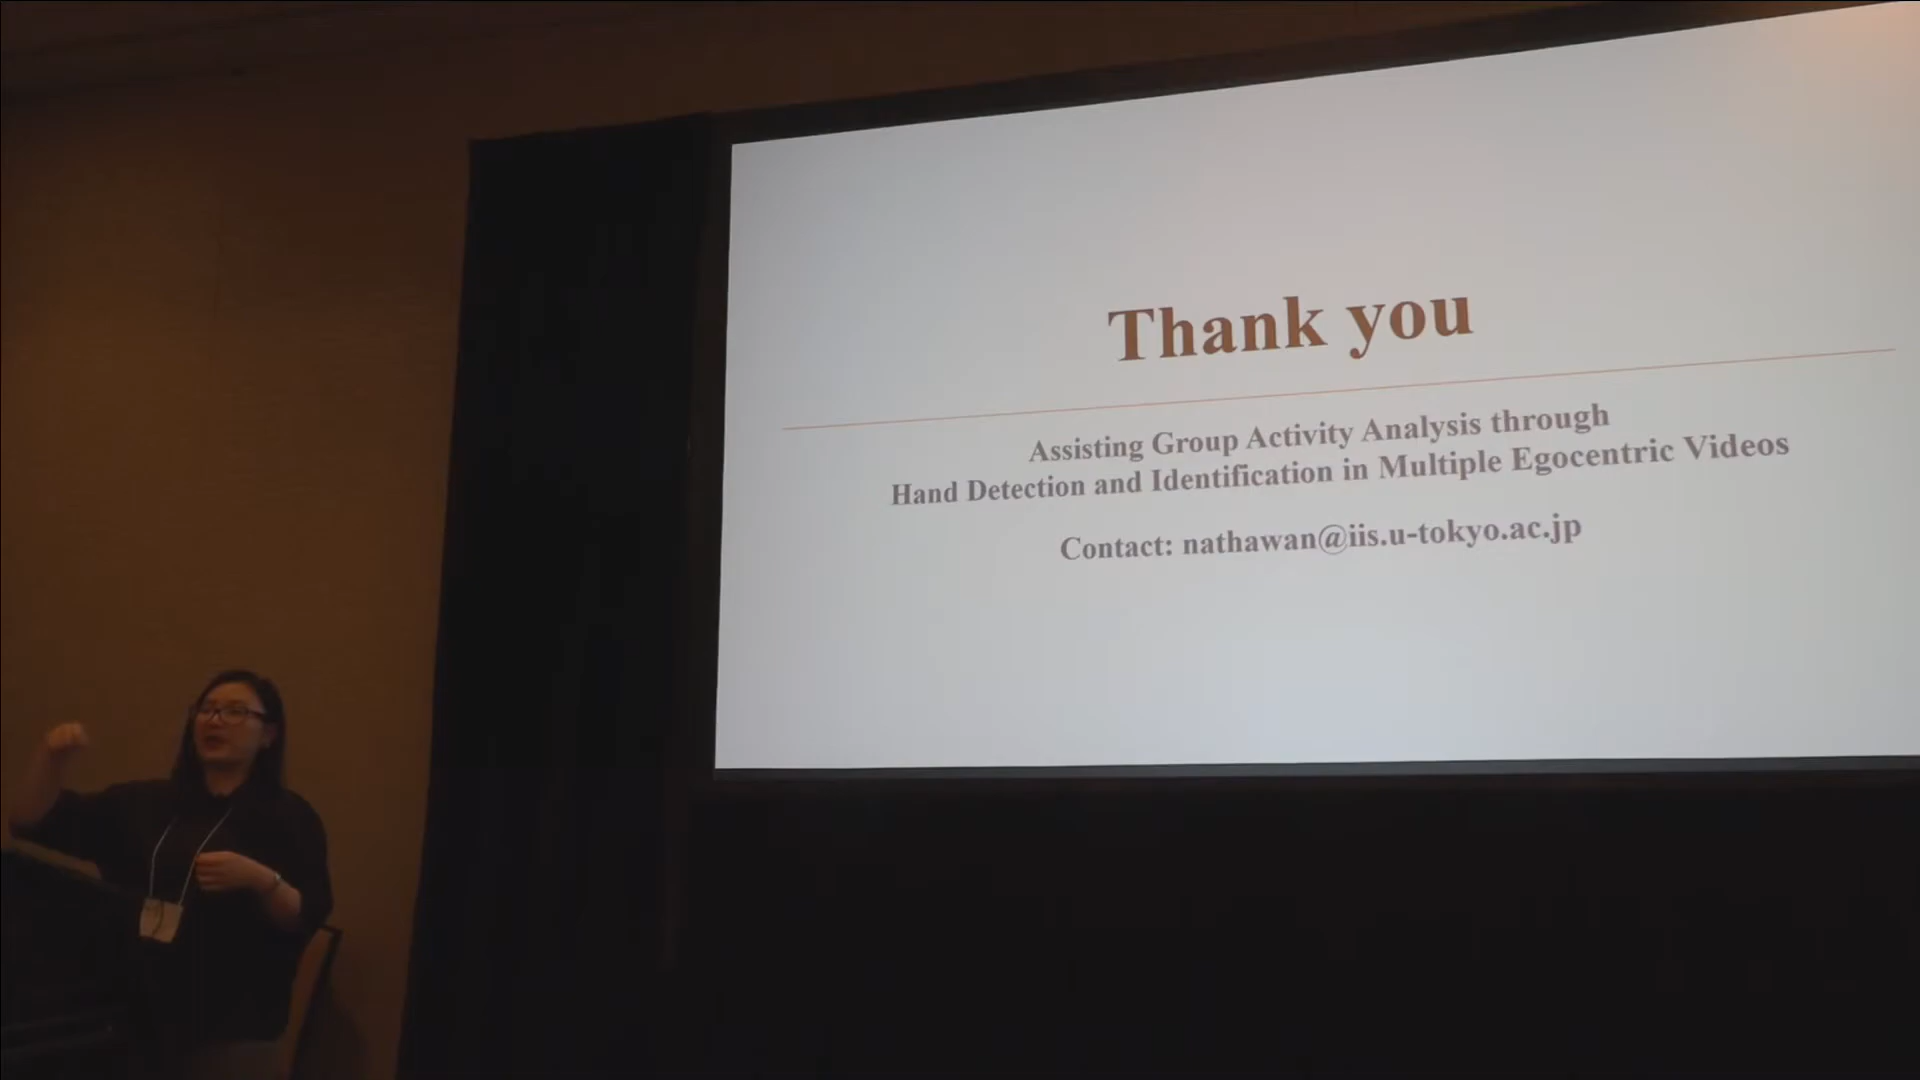 Thank you
Assisting Group Activity Analysis through
Hand Detection and Identification in Multiple Egocentric Videos
Contact: nathawan@iis.u-tokyo.ac.jp